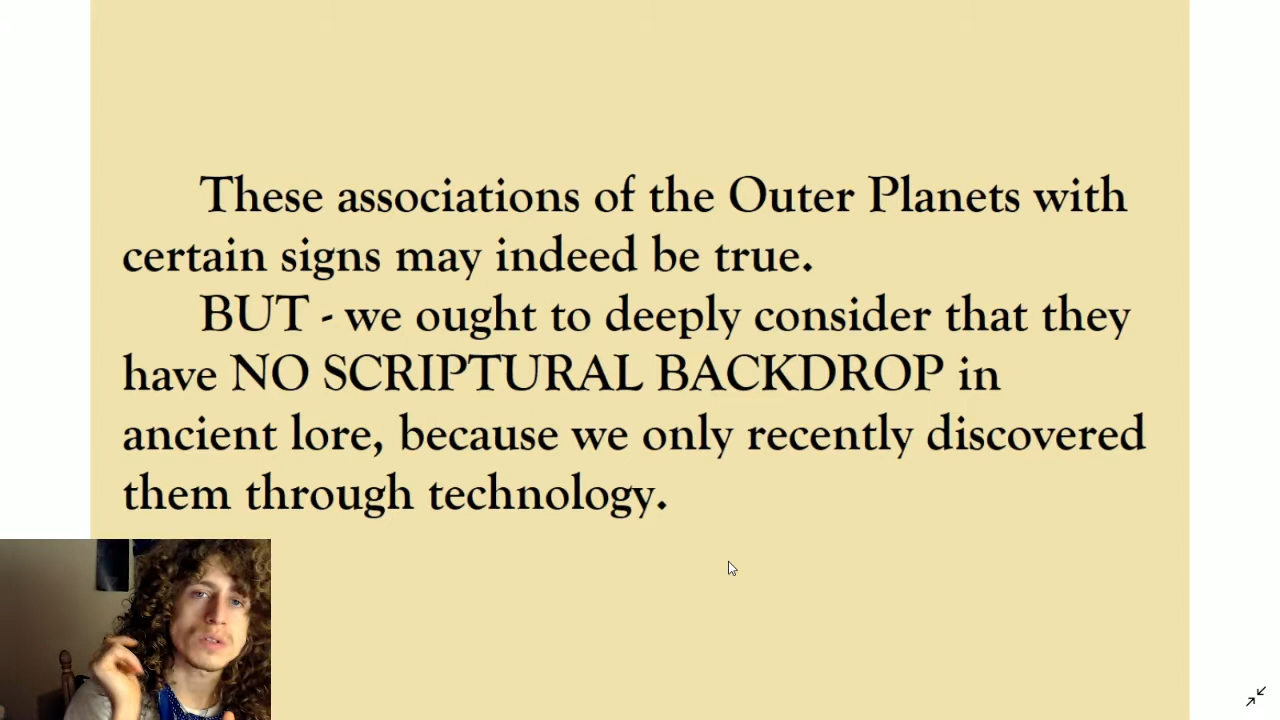 These associations of the Outer Planets with
certain signs may indeed be true.
BUT - we ought to deeply consider that they
have NO SCRIPTURAL BACKDROP in
ancient lore, because we only recently discovered
them through technology.